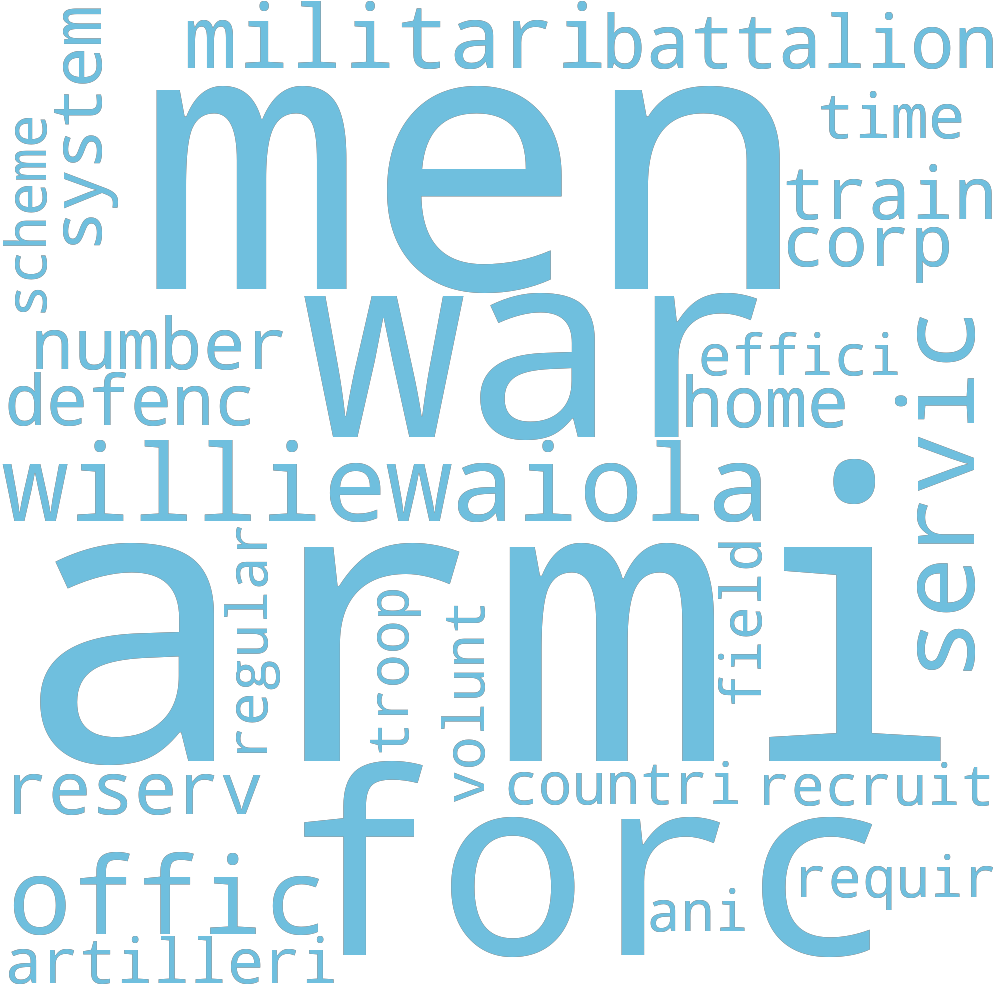 militari
battalion
system
scheme
men
time
train
corp
war
number
defenc
effici
home
servic
williewaiola
armi
regular
troop
volunt
field
reserv
countri
recruit
forc
offic
requir
ani
artilleri